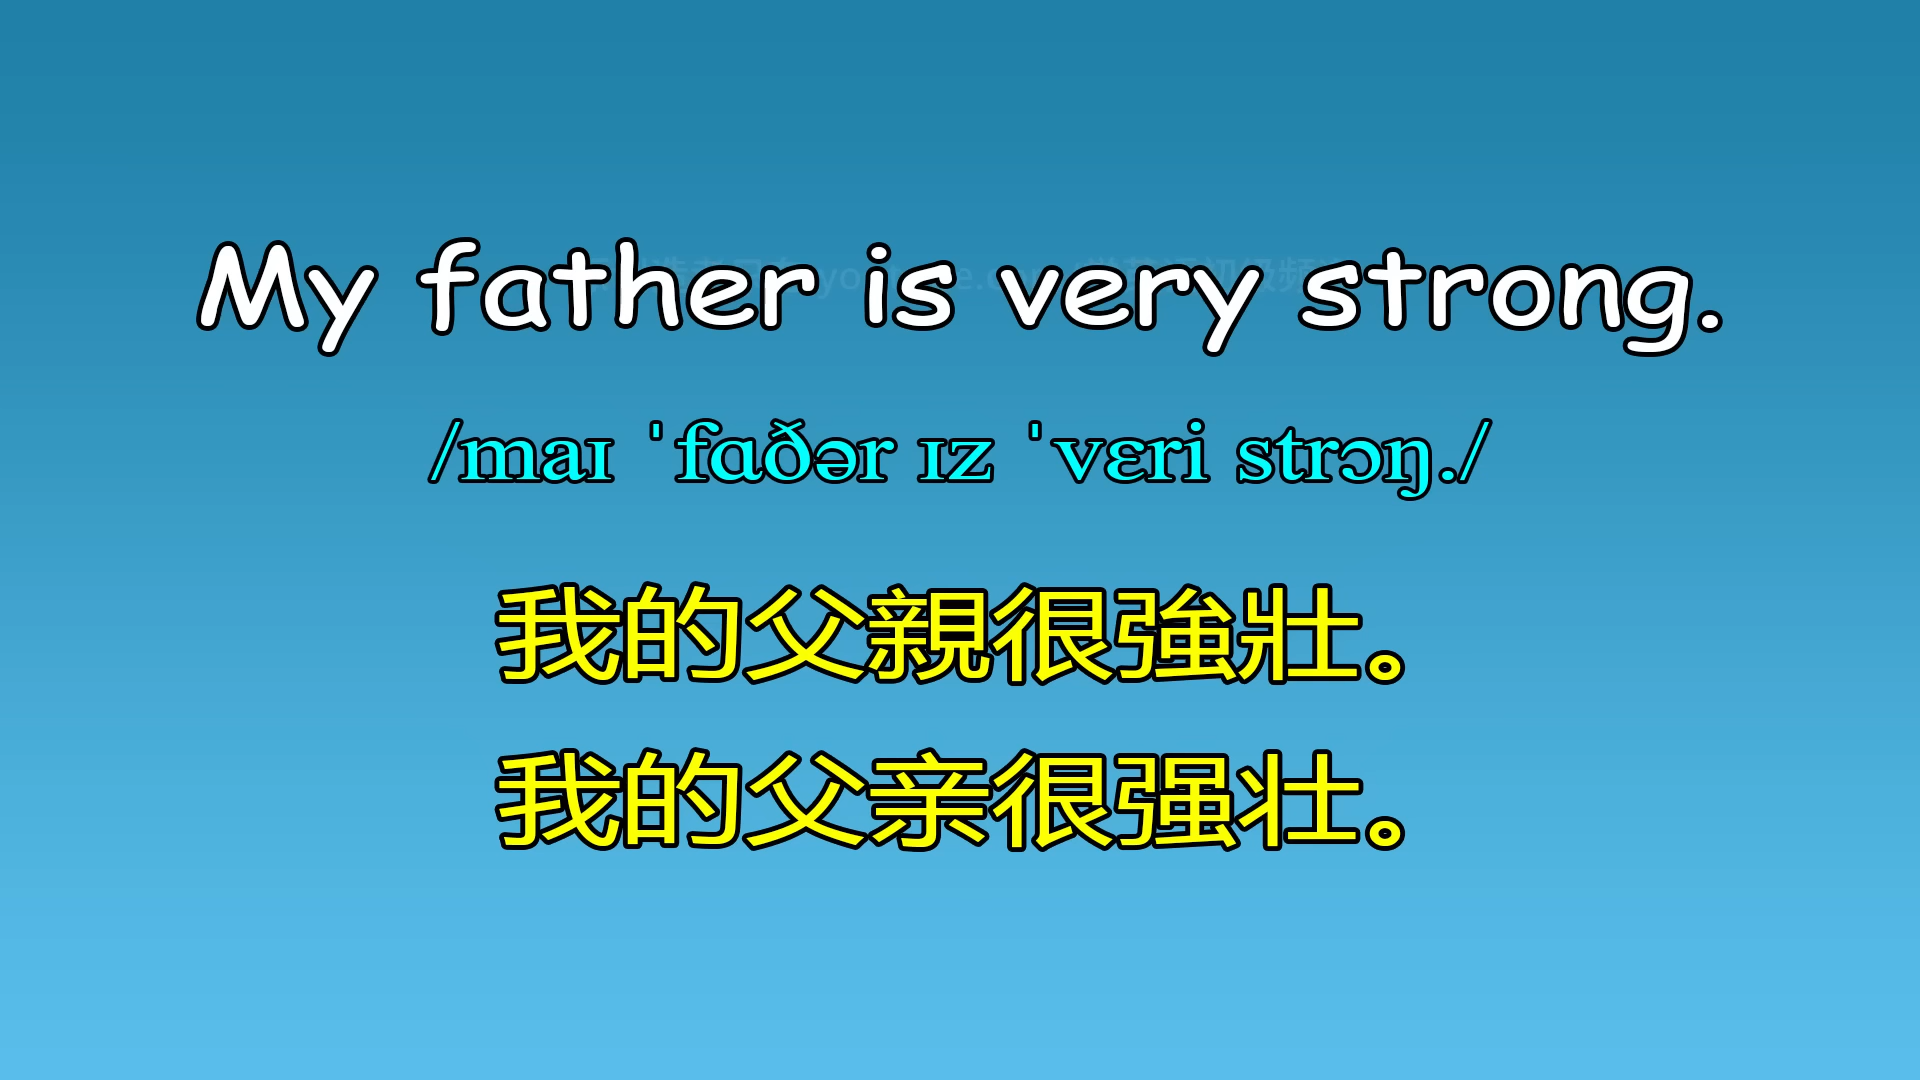 My father is very strong.
/maɪ ˈfɑðər ɪz ˈvɛri strɔŋ./
我的父親很強壯。
我的父亲很强壮。